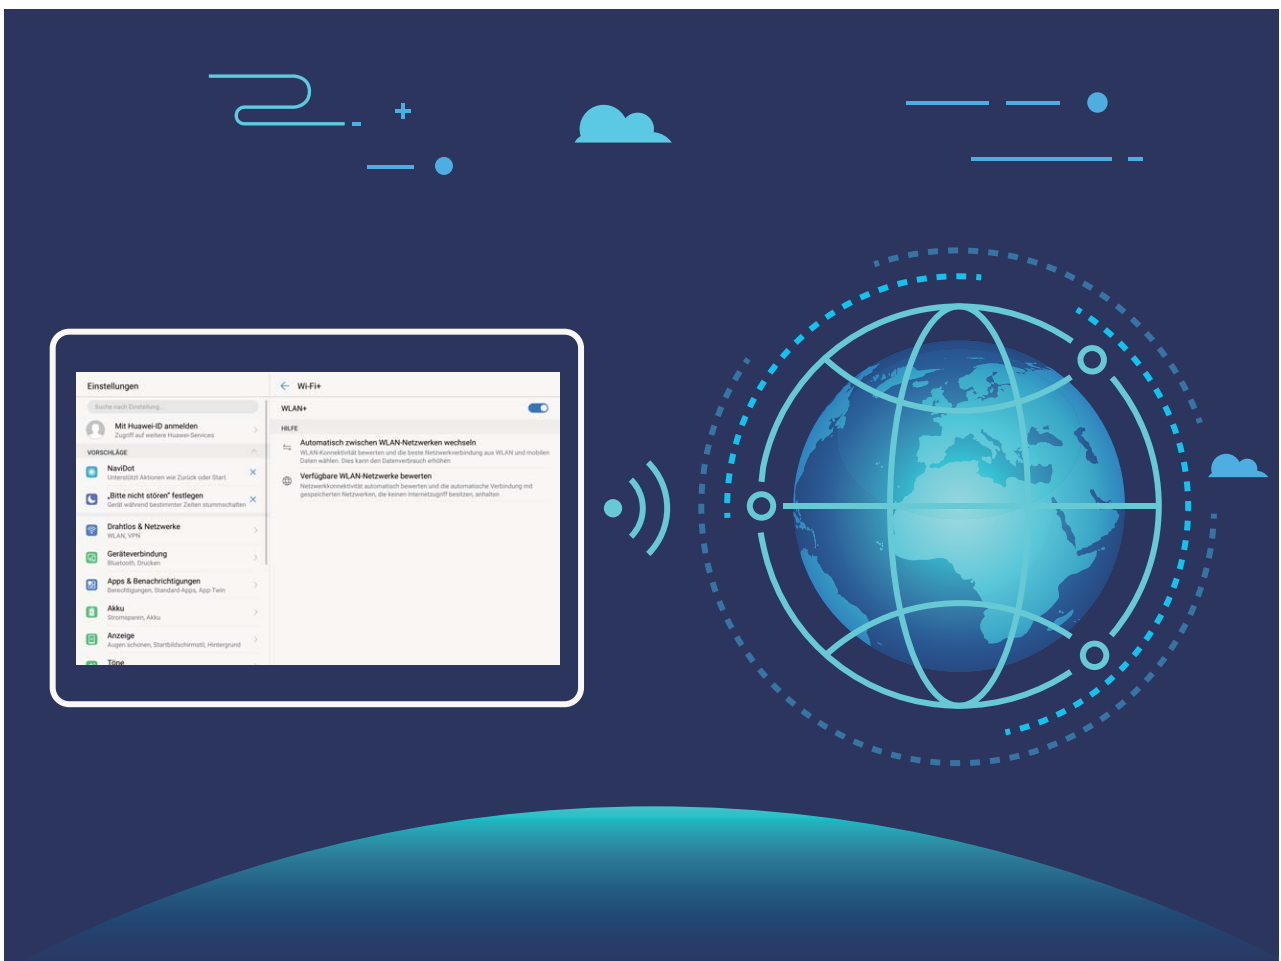 Einstellungen
Suche nach Einstellung...
Mit Huawei-ID anmelden
Zugriff auf weitere Huawei-Services
VORSCHLÄGE
NaviDot
Unterstützt Aktionen wie Zurück oder Start
„Bitte nicht stören“ festlegen
Gerät während bestimmter Zeiten stummschalten
Drahtlos & Netzwerke
WLAN, VPN
Geräteverbindung
Bluetooth, Drucken
Apps & Benachrichtigungen
Berechtigungen, Standard-Apps, App-Twin
Akku
Stromsparen, Akku
Anzeige
Augen schonen, Startbildschirmstil, Hintergrund
Töne
Wi-Fi+
WLAN+
HILFE
Automatisch zwischen WLAN-Netzwerken wechseln
WLAN-Konnektivität bewerten und die beste Netzwerkverbindung aus WLAN und mobilen
Daten wählen. Dies kann den Datenverbrauch erhöhen
Verfügbare WLAN-Netzwerke bewerten
Netzwerkkonnektivität automatisch bewerten und die automatische Verbindung mit
gespeicherten Netzwerken, die keinen Internetzugriff besitzen, anhalten